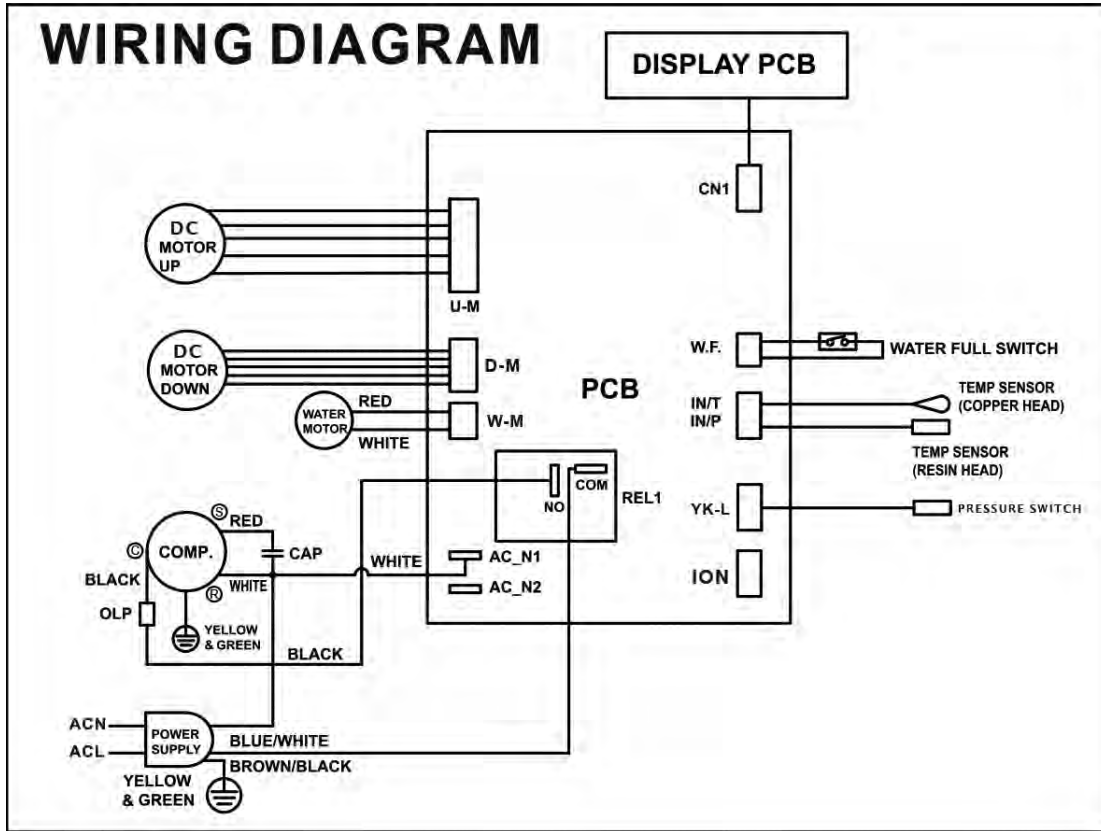 WIRING DIAGRAM
DISPLAY PCB
CN1
DC
MOTOR
UP
U-M
DC
MOTOR
DOWN
D-M
W.F.
WATER FULL SWITCH
PCB
WATER
MOTOR
RED
WHITE
W-M
IN/T
IN/P
TEMP SENSOR
(COPPER HEAD)
TEMP SENSOR
(RESIN HEAD)
NO
COM
REL1
YK-L
PRESSURE SWITCH
S
RED
C
COMP.
CAP
WHITE
AC_N1
AC_N2
ION
BLACK
R
WHITE
OLP
YELLOW
& GREEN
BLACK
ACN
ACL
POWER
SUPPLY
BLUE/WHITE
BROWN/BLACK
YELLOW
& GREEN